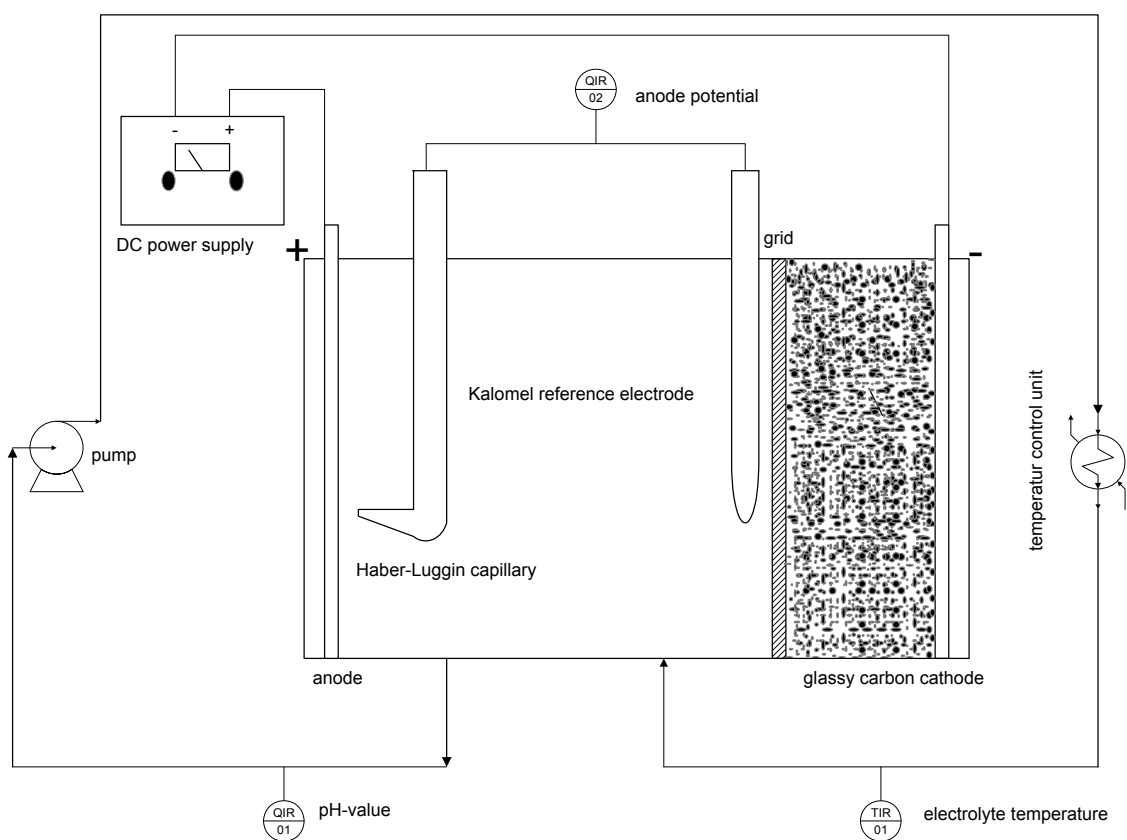 QIR
02
anode potential
- +
DC power supply
+
grid
-
Kalomel reference electrode
temperatur control unit
pump
Haber-Luggin capillary
anode
glassy carbon cathode
QIR
01
pH-value
TIR
01
electrolyte temperature